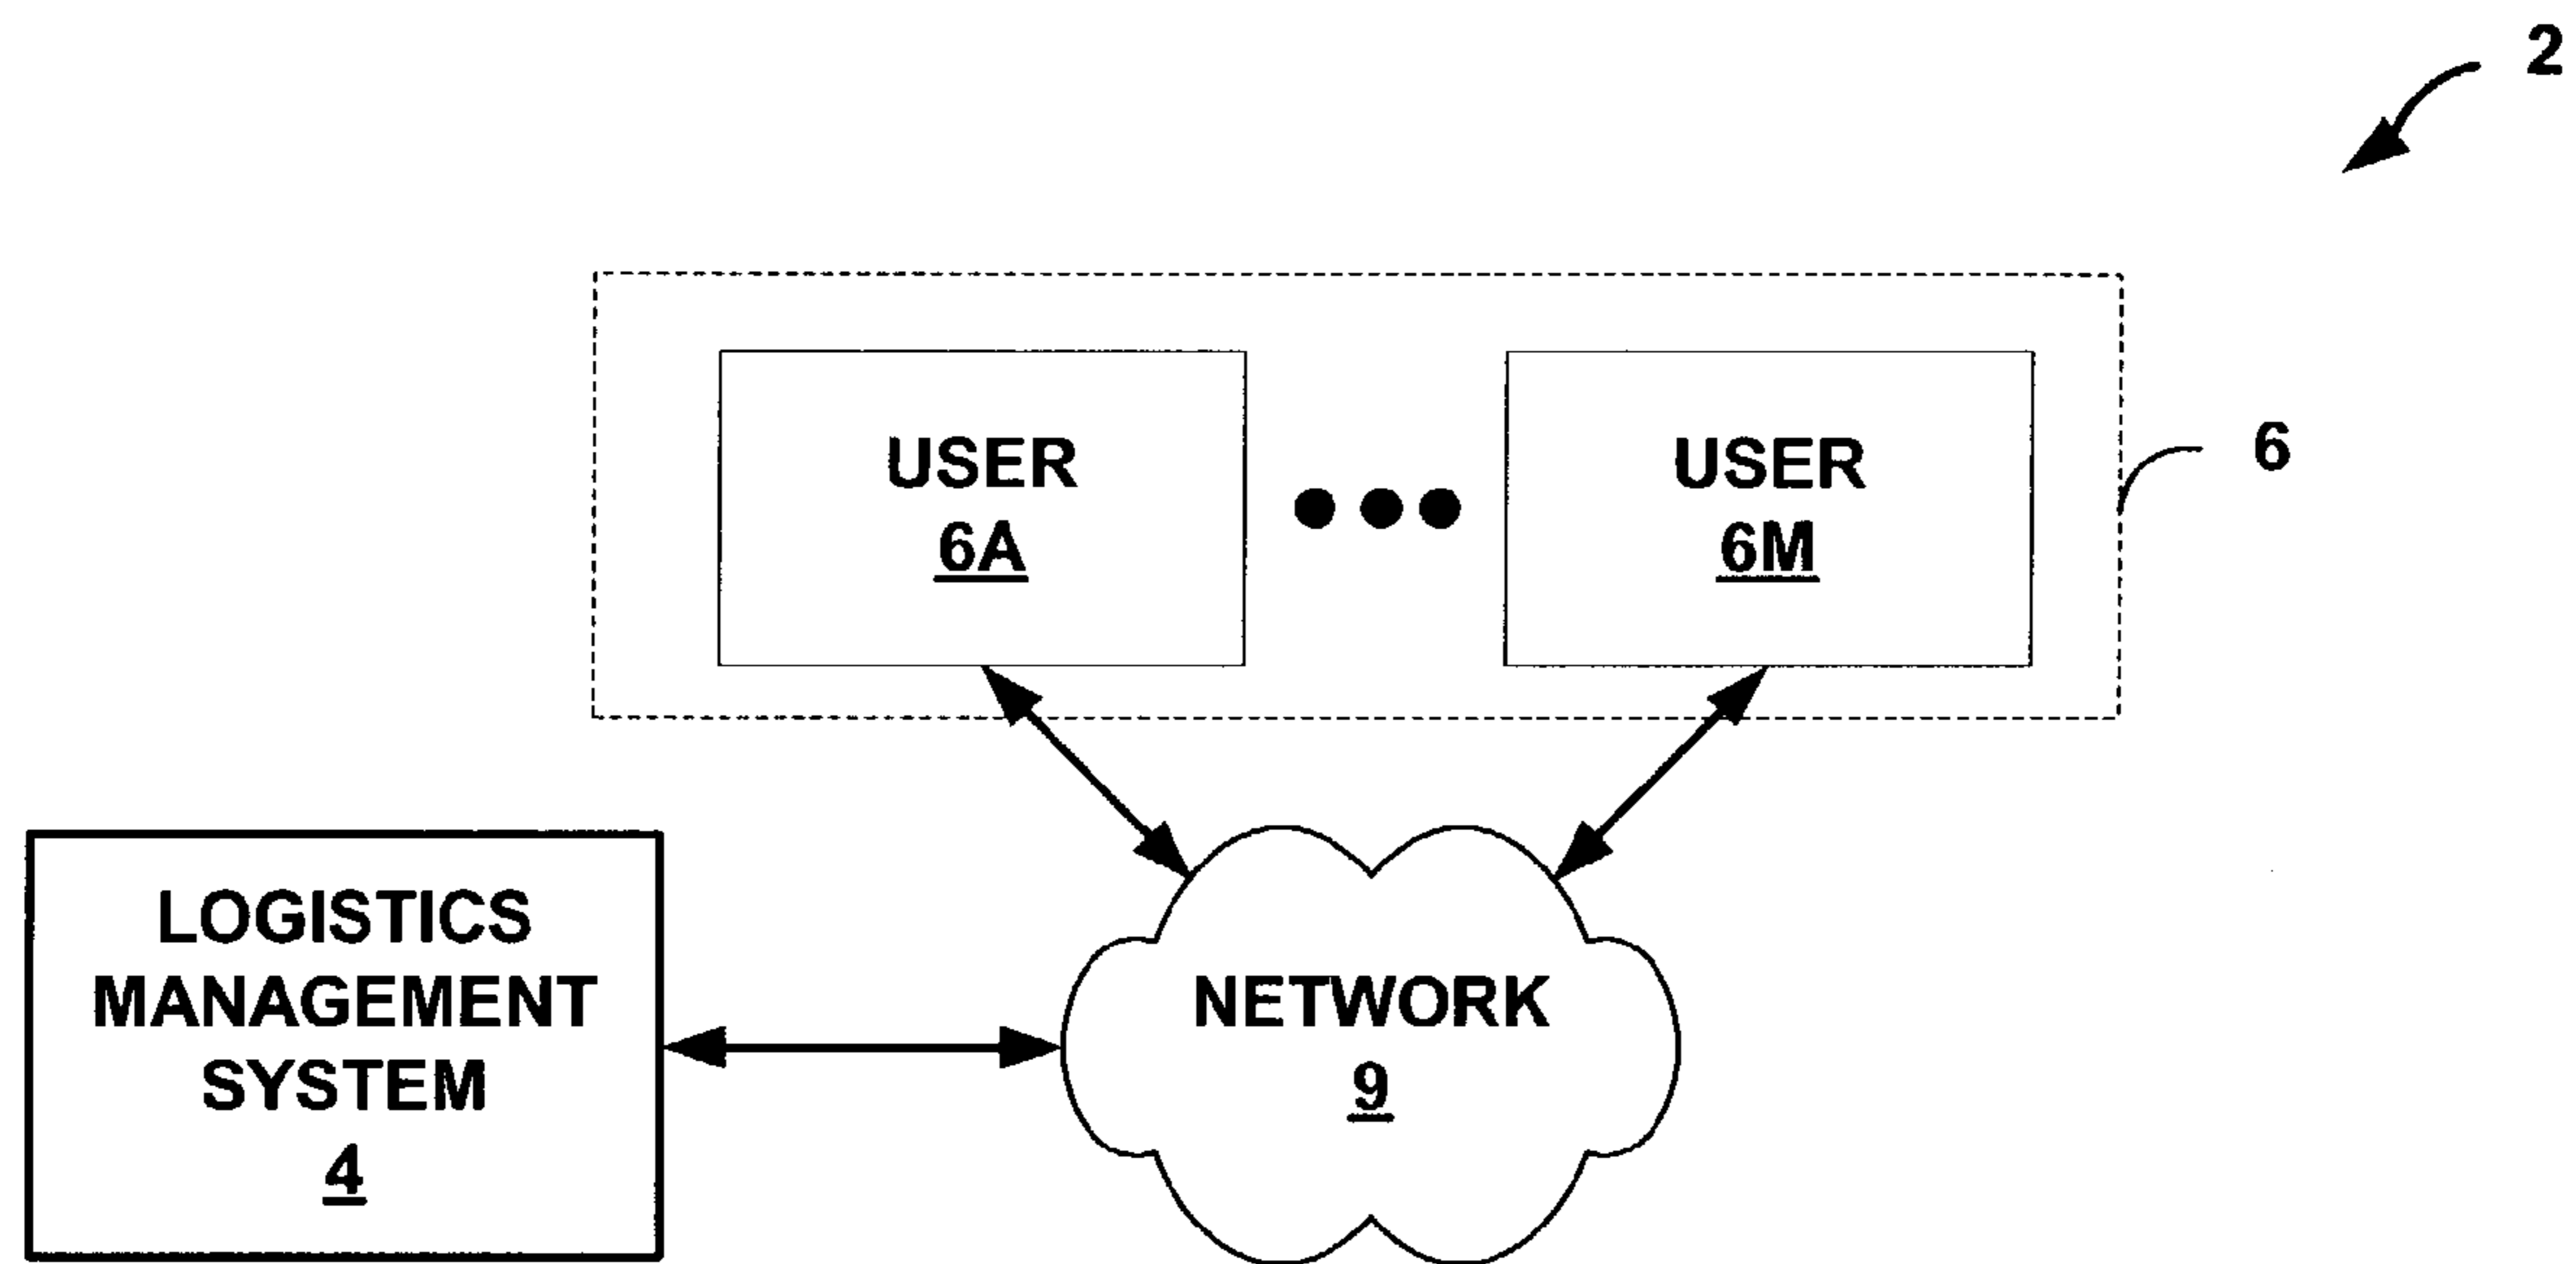 2
USER
6A
USER
6M
6
LOGISTICS
MANAGEMENT
SYSTEM
4
NETWORK
9